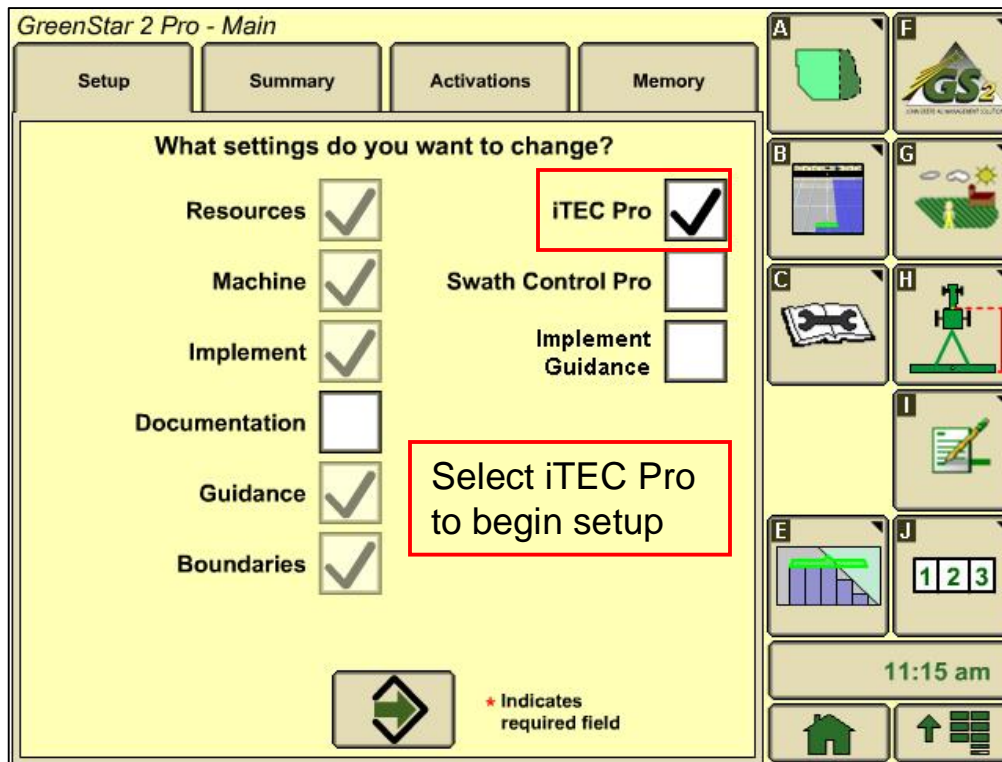 GreenStar 2 Pro - Main
Setup
Summary
Activations
Memory
What settings do you want to change?
Resources
iTEC Pro
Machine
Swath Control Pro
Implement
Implement
Guidance
Documentation
Guidance
Boundaries
Select iTEC Pro
to begin setup
* Indicates
required field
A
F
GS2
B
G
C
H
I
E
J
1 2 3
11:15 am